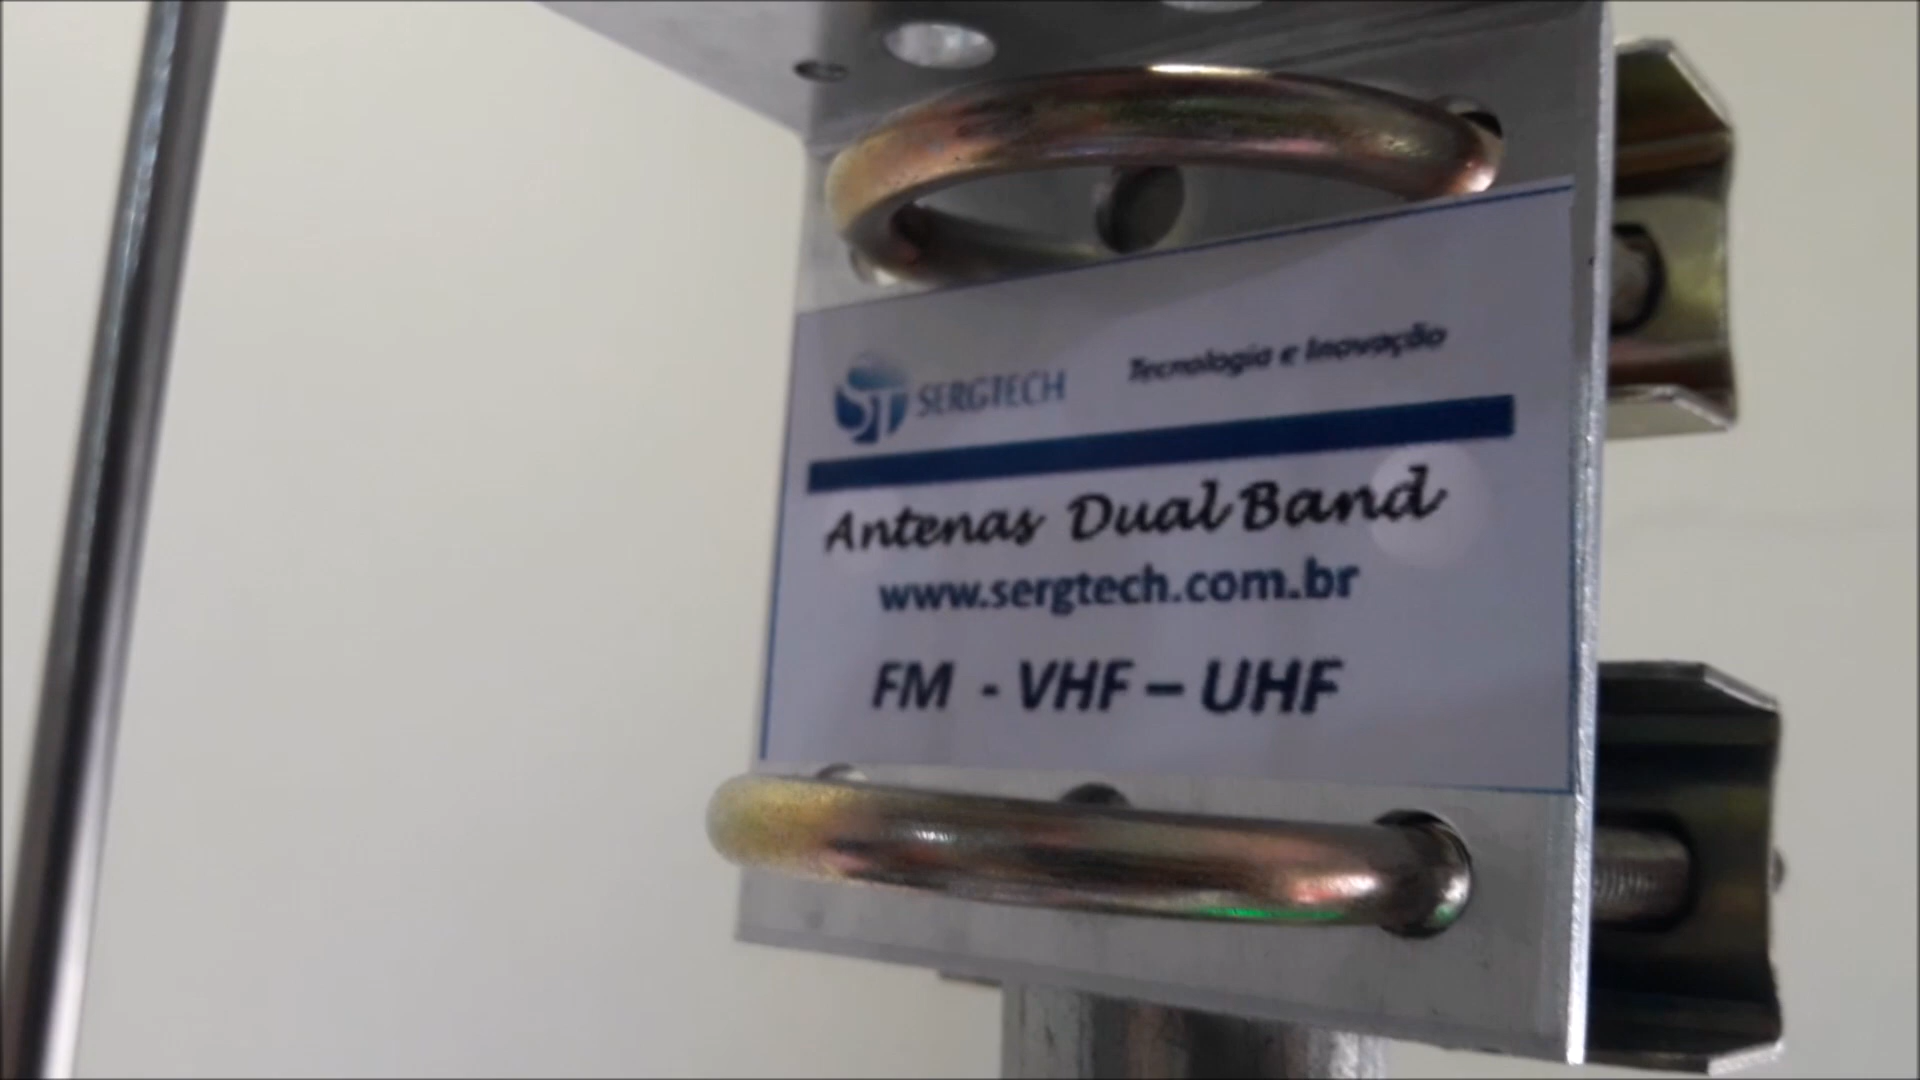 ST SERGTECH Tecnologia e Inovação
Antenas Dual Band
www.sergtech.com.br
FM - VHF – UHF